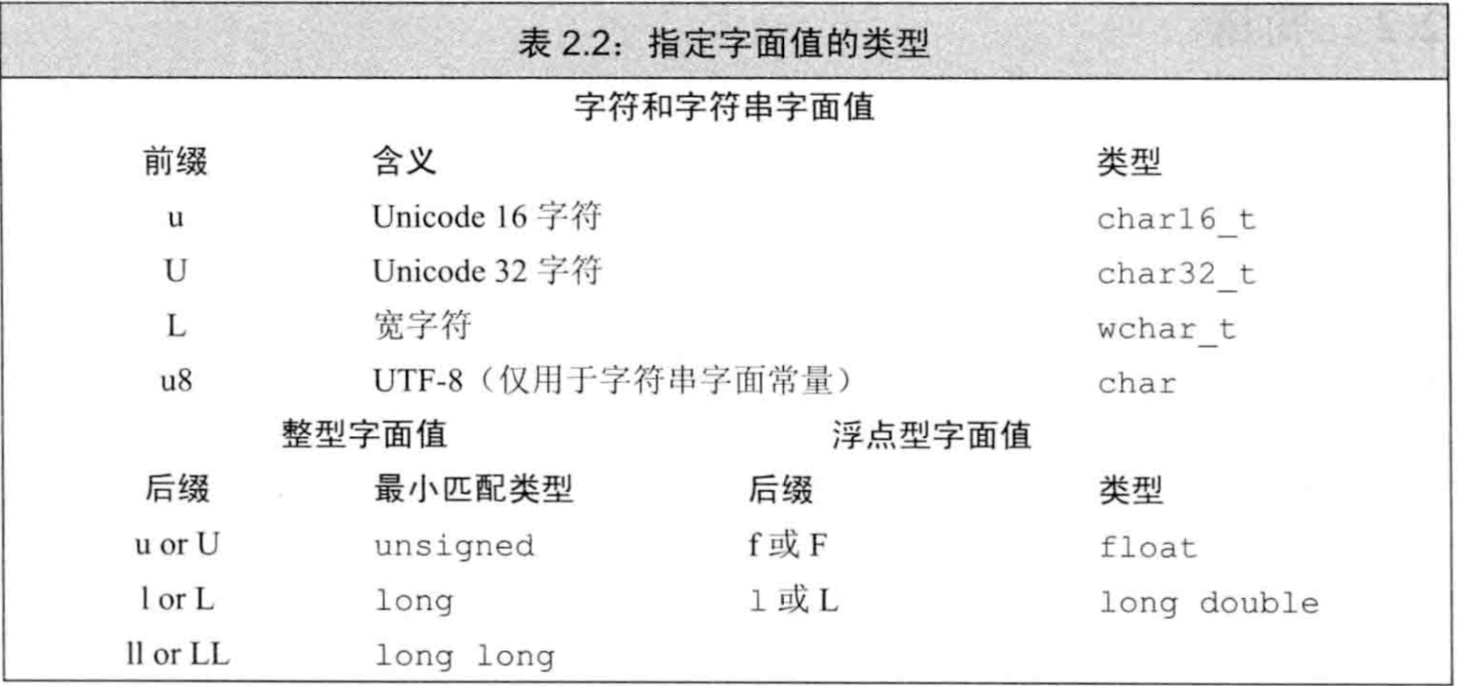 表 2.2：指定字面值的类型
字符和字符串字面值
前缀 含义 类型
u Unicode 16 字符 char16_t
U Unicode 32 字符 char32_t
L 宽字符 wchar_t
u8 UTF-8（仅用于字符串字面常量） char
整型字面值 浮点型字面值
后缀 最小匹配类型 后缀 类型
u or U unsigned f 或 F float
l or L long l 或 L long double
ll or LL long long